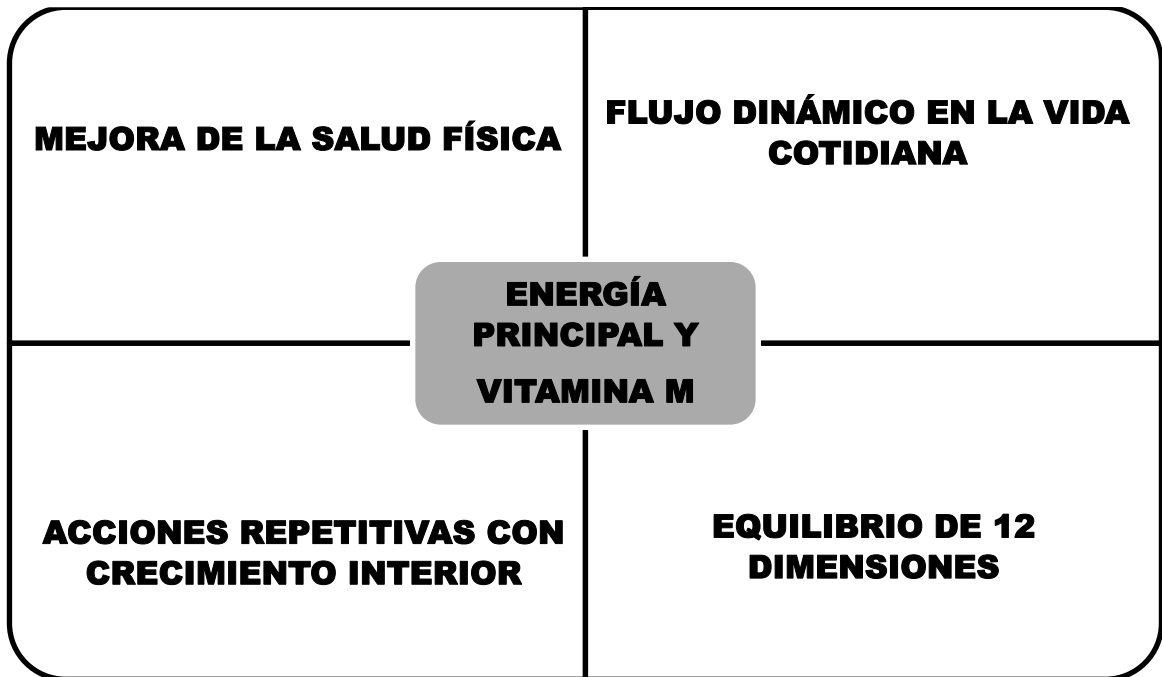 MEJORA DE LA SALUD FÍSICA
FLUJO DINÁMICO EN LA VIDA
COTIDIANA
ENERGÍA
PRINCIPAL Y
VITAMINA M
ACCIONES REPETITIVAS CON
CRECIMIENTO INTERIOR
EQUILIBRIO DE 12
DIMENSIONES